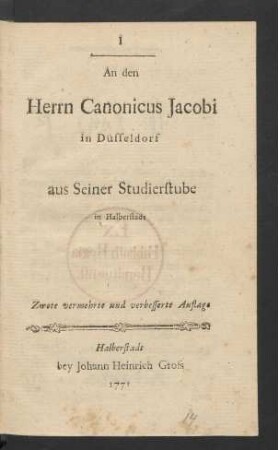 1
An den
Herrn Canonicus Jacobi
in Düsseldorf
aus Seiner Studierſtube
in Halberſtadt
Zwote vermehrte und verbeſſerte Auflage
Halberſtadt
bey Johann Heinrich Groſs
1771